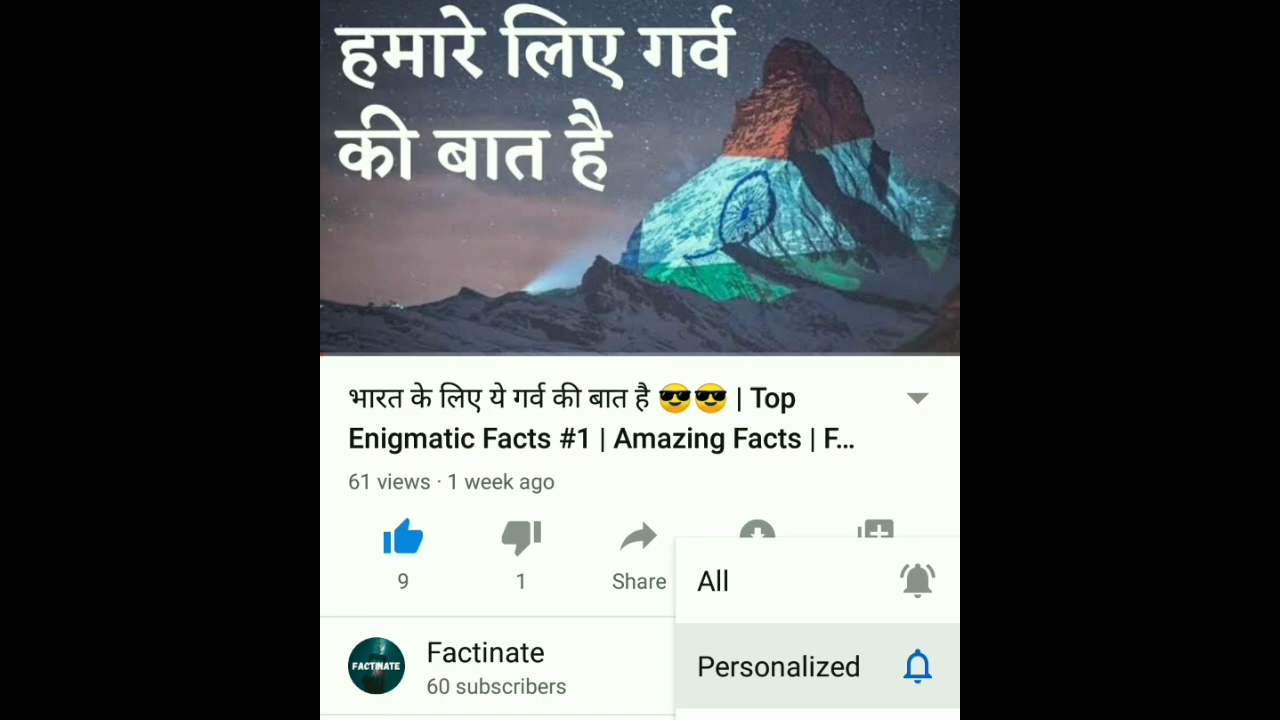 हमारे लिए गर्व
की बात है
भारत के लिए ये गर्व की बात है 😎😎 | Top
Enigmatic Facts #1 | Amazing Facts | F...
61 views · 1 week ago
9
1
Share
All
FACTINATE
Factinate
60 subscribers
Personalized